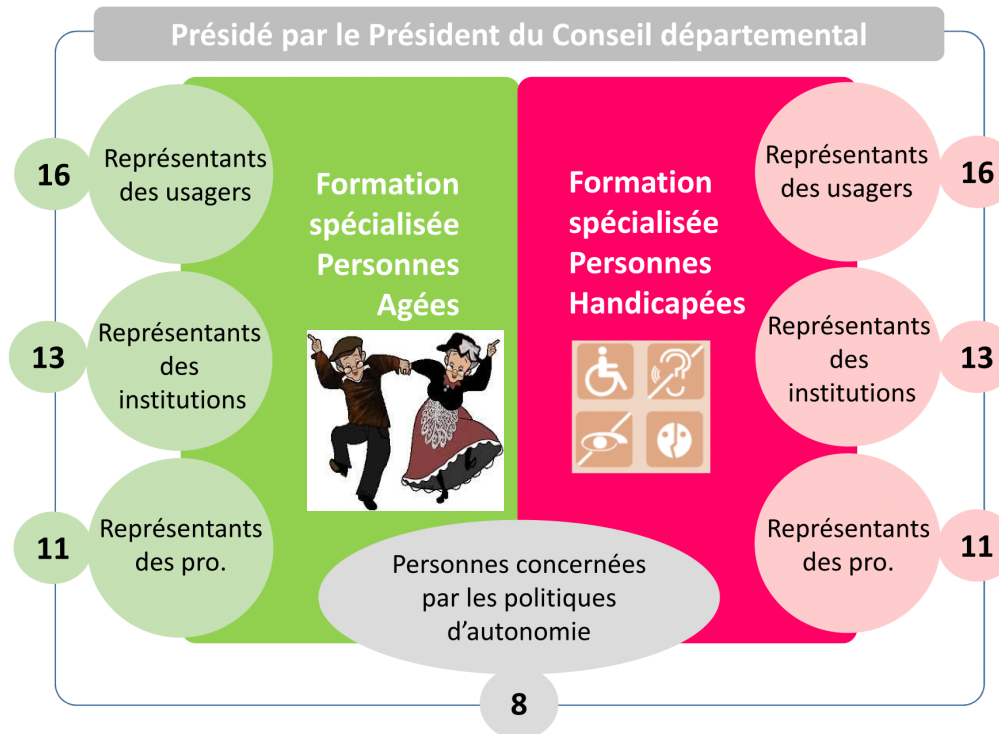 Présidé par le Président du Conseil départemental
16
Représentants
des usagers
13
Représentants
des
institutions
11
Représentants
des pro.
Formation
spécialisée
Personnes
Agées
Formation
spécialisée
Personnes
Handicapées
Représentants
des usagers
16
Représentants
des
institutions
13
Représentants
des pro.
11
Personnes concernées
par les politiques
d'autonomie
8